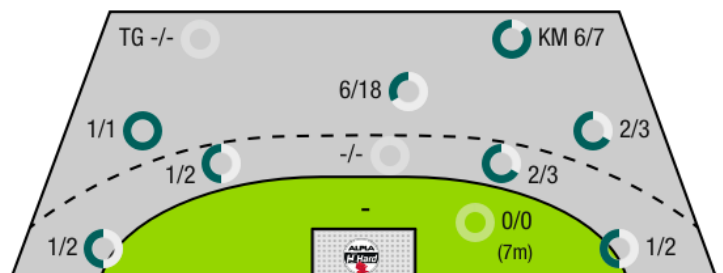 TG -/-
KM 6/7
6/18
1/1
2/3
1/2
-/-
2/3
-
0/0
(7m)
1/2
ALPLA
Hard
1/2